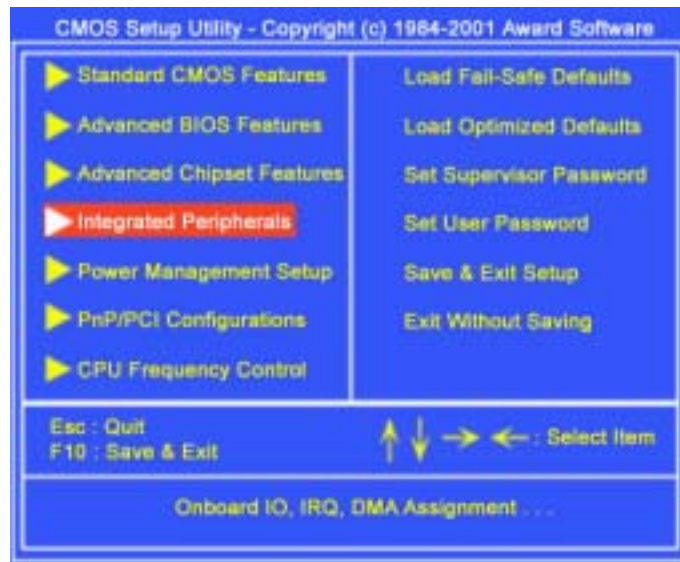 CMOS Setup Utility - Copyright (c) 1984-2001 Award Software
Standard CMOS Features
Advanced BIOS Features
Advanced Chipset Features
Integrated Peripherals
Power Management Setup
PnP/PCI Configurations
CPU Frequency Control
Load Fail-Safe Defaults
Load Optimized Defaults
Set Supervisor Password
Set User Password
Save & Exit Setup
Exit Without Saving
Esc : Quit
F10 : Save & Exit
↑ ↓ → ← : Select Item
Onboard IO, IRQ, DMA Assignment . . .